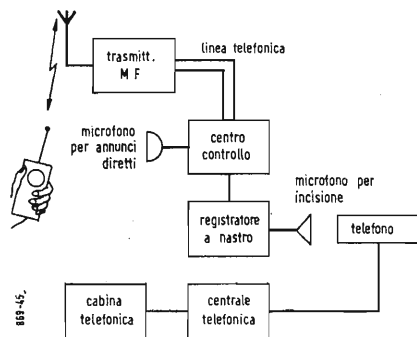 trasmitt.
M F
linea telefonica
microfono
per annunci
diretti
centro
controllo
microfono per
incisione
registratore
a nastro
telefono
cabina
telefonica
centrale
telefonica
869-45_